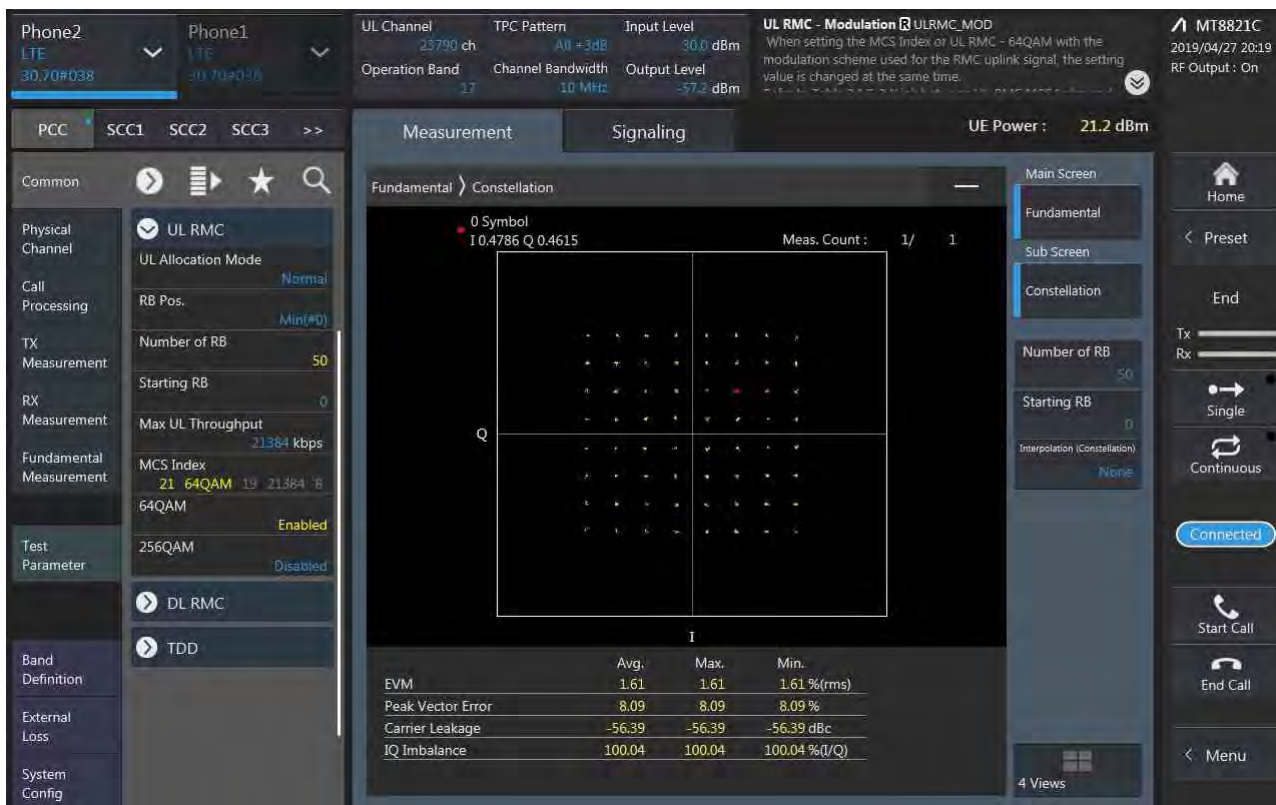 Phone2
LTE
30.70#038
Phone1
LTE
UL Channel
23790 ch
Operation Band
17
TPC Pattern
All +3dB
Channel Bandwidth
10 MHz
Input Level
30.0 dBm
Output Level
-57.2 dBm
UL RMC - Modulation R ULRMC_MOD
When setting the MCS Index or UL RMC - 64QAM with the
modulation scheme used for the RMC uplink signal, the setting
value is changed at the same time.
MT8821C
2019/04/27 20:19
RF Output : On
PCC SCC1 SCC2 SCC3 >>
Measurement
Signaling
UE Power : 21.2 dBm
Common
Physical
Channel
Call
Processing
TX
Measurement
RX
Measurement
Fundamental
Measurement
Test
Parameter
Band
Definition
External
Loss
System
Config
UL RMC
UL Allocation Mode
Normal
RB Pos.
Min(#0)
Number of RB
50
Starting RB
0
Max UL Throughput
21384 kbps
MCS Index
21 64QAM 19 21384 8
64QAM
Enabled
256QAM
Disabled
DL RMC
TDD
Fundamental 〉 Constellation
0 Symbol
I 0.4786 Q 0.4615
Meas. Count : 1/ 1
Q
I
Avg. Max. Min.
EVM 1.61 1.61 1.61 %(rms)
Peak Vector Error 8.09 8.09 8.09 %
Carrier Leakage -56.39 -56.39 -56.39 dBc
IQ Imbalance 100.04 100.04 100.04 %(I/Q)
Main Screen
Fundamental
Sub Screen
Constellation
Number of RB
50
Starting RB
0
Interpolation (Constellation)
None
4 Views
Home
< Preset
End
Tx
Rx
Single
Continuous
Connected
Start Call
End Call
< Menu